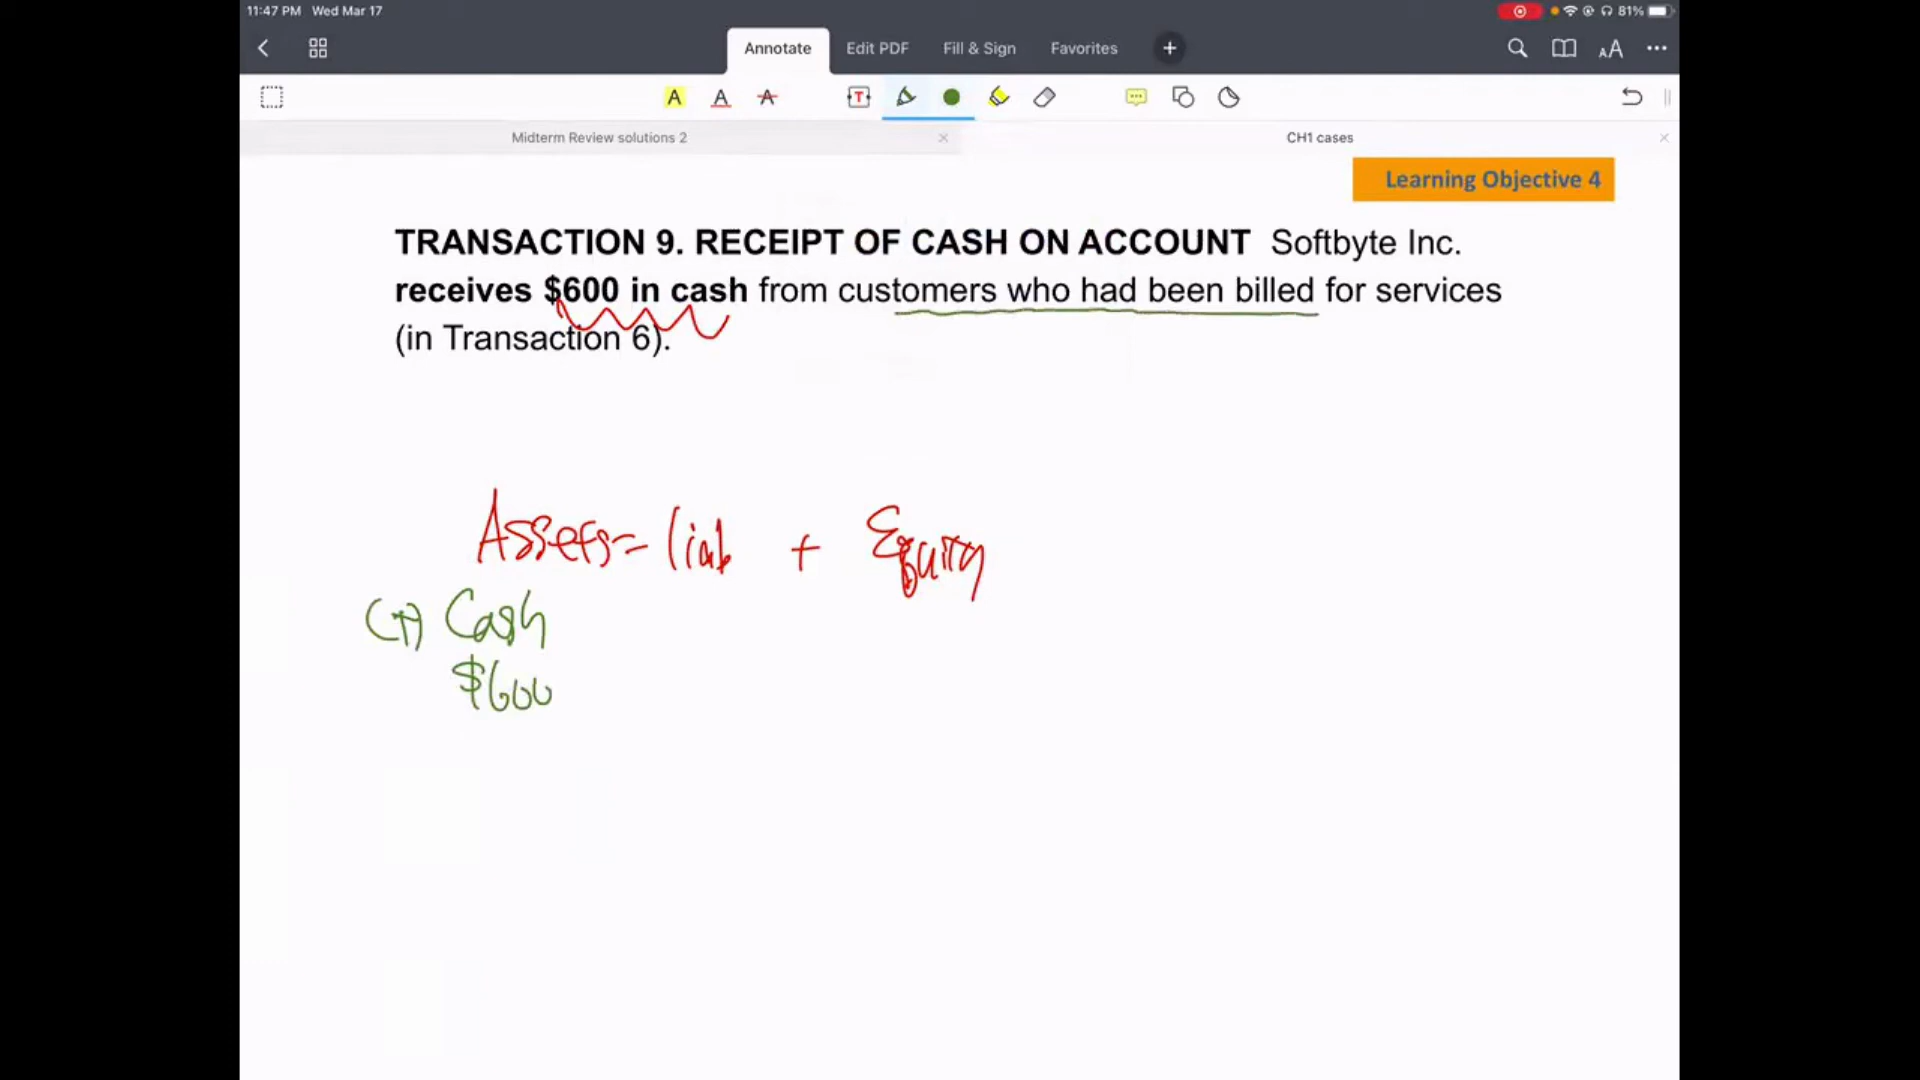 11:47 PM Wed Mar 17
81%
Annotate Edit PDF Fill & Sign Favorites
Midterm Review solutions 2
CH1 cases
Learning Objective 4
TRANSACTION 9. RECEIPT OF CASH ON ACCOUNT Softbyte Inc.
receives $600 in cash from customers who had been billed for services
(in Transaction 6).
Assets = liab + Equity
(+) Cash
$600